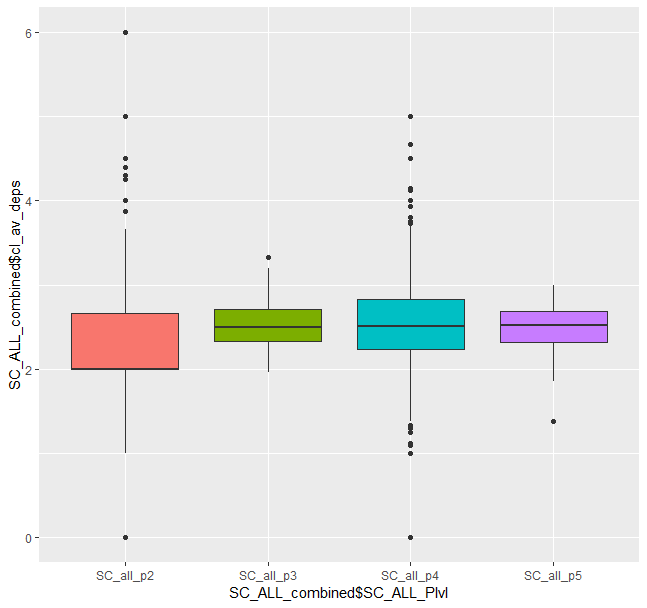 6
4
2
0
SC_ALL_combined$cl_av_deps
SC_all_p2 SC_all_p3 SC_all_p4 SC_all_p5
SC_ALL_combined$SC_ALL_Plvl